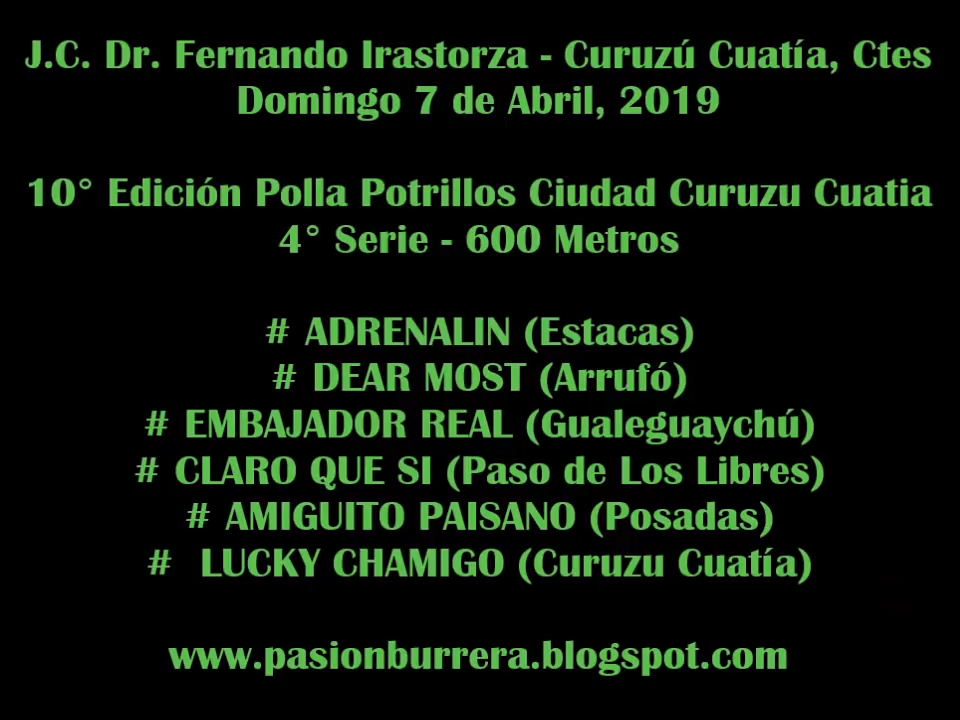 J.C. Dr. Fernando Irastorza - Curuzú Cuatía, Ctes
Domingo 7 de Abril, 2019
10° Edición Polla Potrillos Ciudad Curuzu Cuatia
4° Serie - 600 Metros
# ADRENALIN (Estacas)
# DEAR MOST (Arrufó)
# EMBAJADOR REAL (Gualeguaychú)
# CLARO QUE SI (Paso de Los Libres)
# AMIGUITO PAISANO (Posadas)
# LUCKY CHAMIGO (Curuzu Cuatía)
www.pasionburrera.blogspot.com